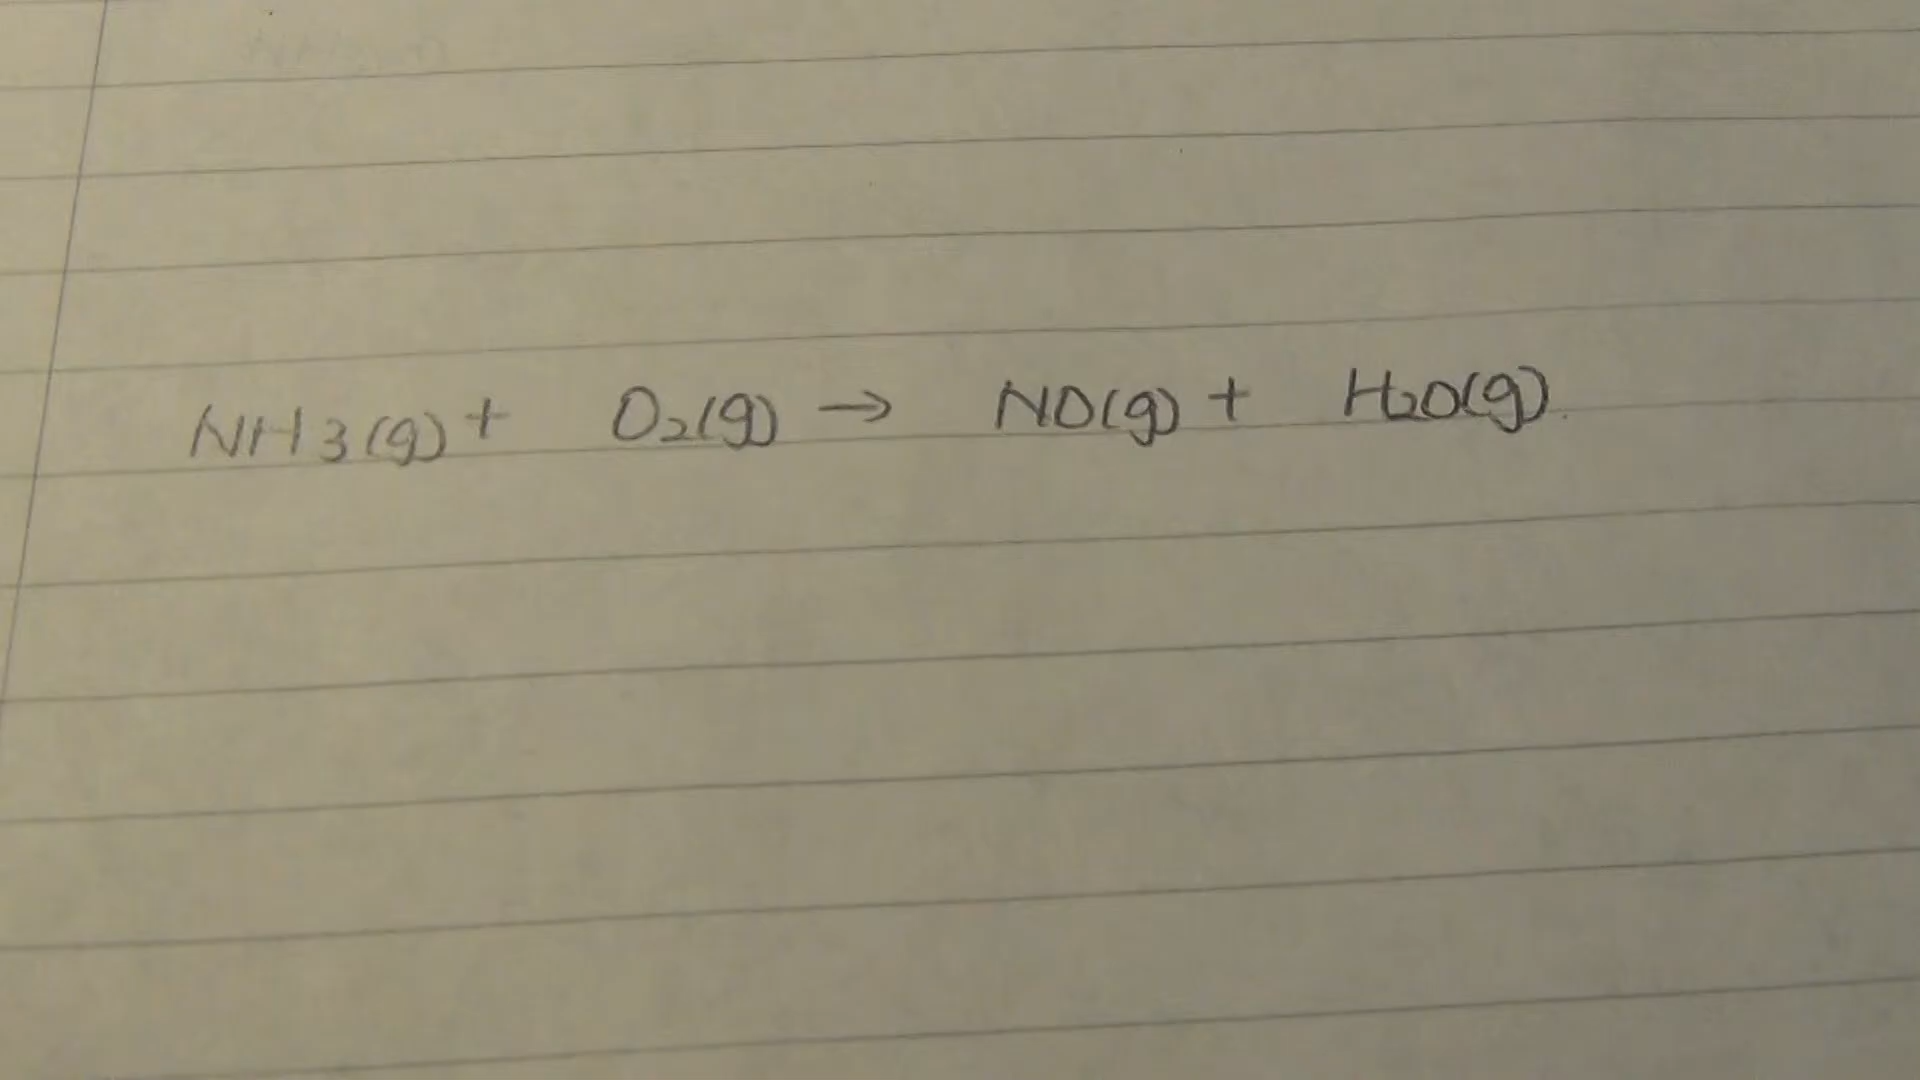 NH3(g) + O2(g) → NO(g) + H2O(g).